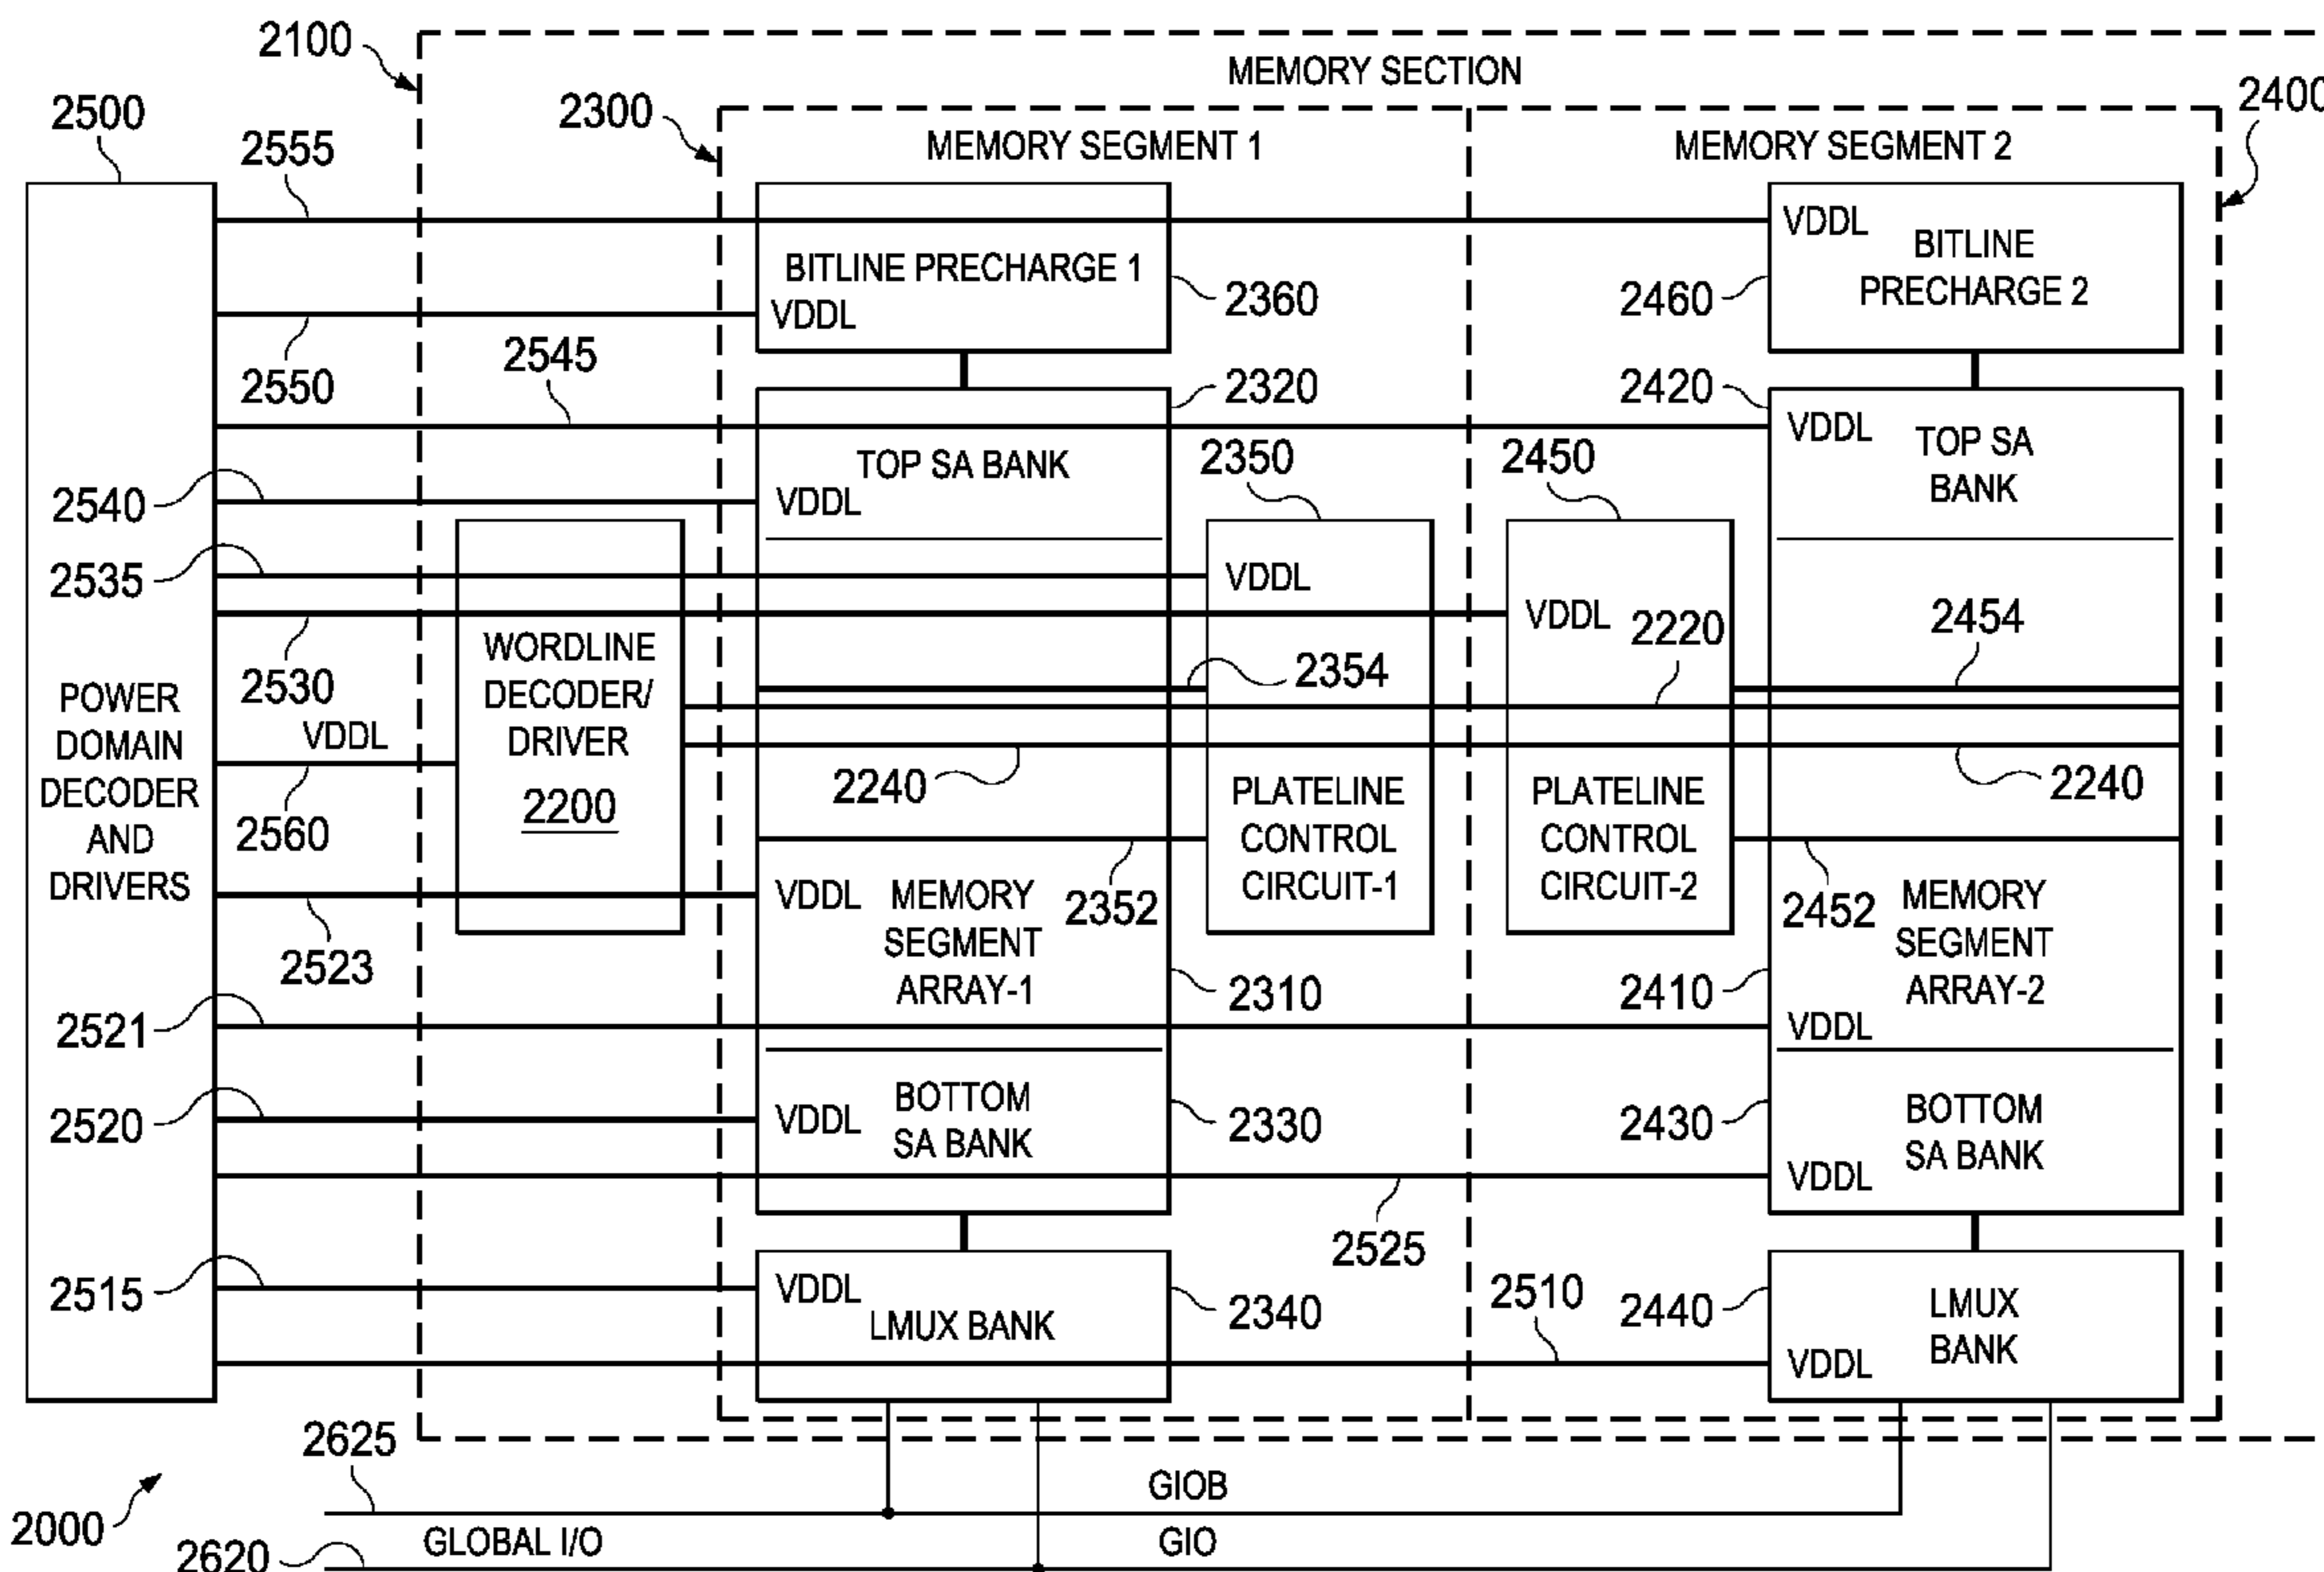 2100
MEMORY SECTION
2500
2300
2400
2555
MEMORY SEGMENT 1
MEMORY SEGMENT 2
VDDL
BITLINE
PRECHARGE 2
BITLINE PRECHARGE 1
VDDL
2360
2460
2550
2545
2320
2420
VDDL
TOP SA
BANK
TOP SA BANK
VDDL
2350
2450
2540
2535
VDDL
VDDL
2220
2454
2530
WORDLINE
DECODER/
DRIVER
2200
2354
POWER
DOMAIN
DECODER
AND
DRIVERS
VDDL
2560
2240
2240
PLATELINE
CONTROL
CIRCUIT-1
PLATELINE
CONTROL
CIRCUIT-2
2523
VDDL
MEMORY
SEGMENT
ARRAY-1
2352
2452
MEMORY
SEGMENT
ARRAY-2
2310
2410
VDDL
2521
2520
VDDL
BOTTOM
SA BANK
2330
2430
BOTTOM
SA BANK
VDDL
2525
2515
VDDL
LMUX BANK
2340
2510
2440
LMUX
BANK
VDDL
2625
GIOB
2000
GLOBAL I/O
GIO
2620